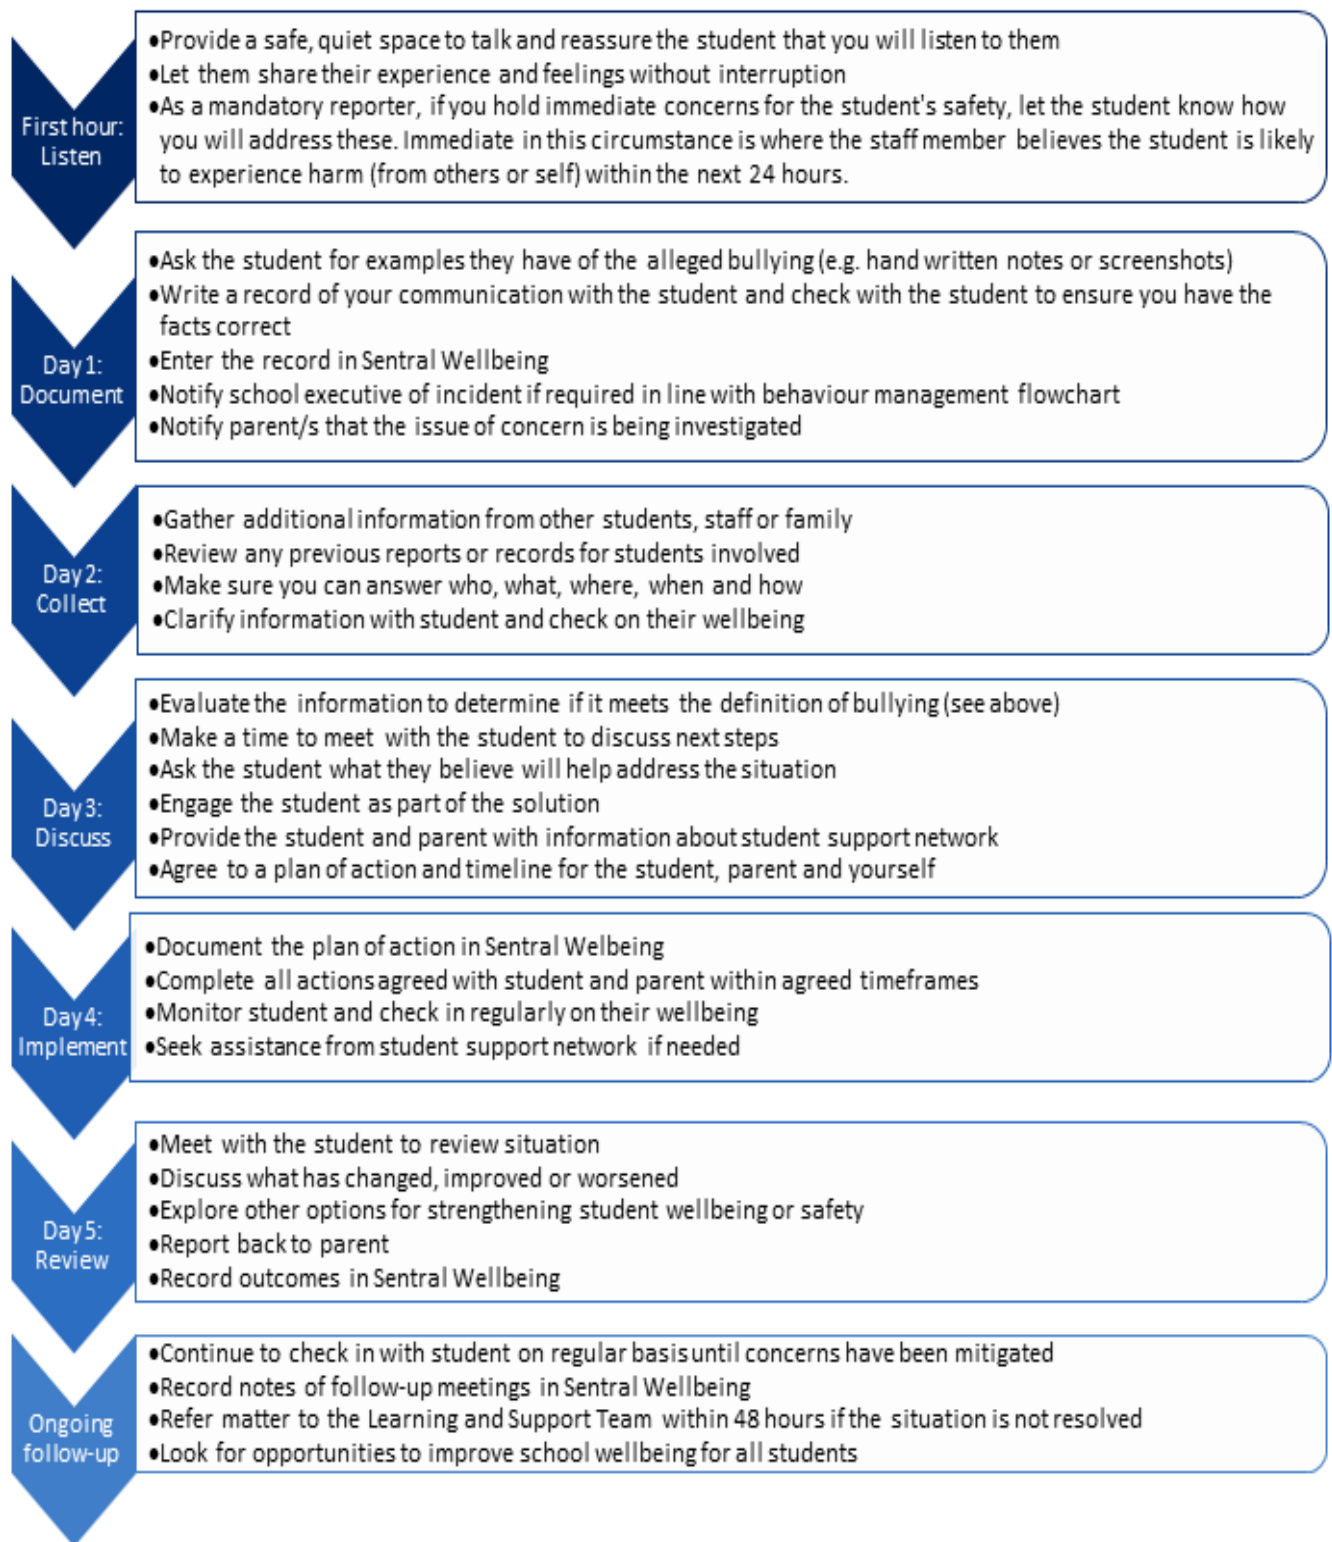 First hour:
Listen
•Provide a safe, quiet space to talk and reassure the student that you will listen to them
•Let them share their experience and feelings without interruption
•As a mandatory reporter, if you hold immediate concerns for the student's safety, let the student know how
you will address these. Immediate in this circumstance is where the staff member believes the student is likely
to experience harm (from others or self) within the next 24 hours.
Day 1:
Document
•Ask the student for examples they have of the alleged bullying (e.g. hand written notes or screenshots)
•Write a record of your communication with the student and check with the student to ensure you have the
facts correct
•Enter the record in Sentral Wellbeing
•Notify school executive of incident if required in line with behaviour management flowchart
•Notify parent/s that the issue of concern is being investigated
Day 2:
Collect
•Gather additional information from other students, staff or family
•Review any previous reports or records for students involved
•Make sure you can answer who, what, where, when and how
•Clarify information with student and check on their wellbeing
Day 3:
Discuss
•Evaluate the information to determine if it meets the definition of bullying (see above)
•Make a time to meet with the student to discuss next steps
•Ask the student what they believe will help address the situation
•Engage the student as part of the solution
•Provide the student and parent with information about student support network
•Agree to a plan of action and timeline for the student, parent and yourself
Day 4:
Implement
•Document the plan of action in Sentral Welbeing
•Complete all actions agreed with student and parent within agreed timeframes
•Monitor student and check in regularly on their wellbeing
•Seek assistance from student support network if needed
Day 5:
Review
•Meet with the student to review situation
•Discuss what has changed, improved or worsened
•Explore other options for strengthening student wellbeing or safety
•Report back to parent
•Record outcomes in Sentral Wellbeing
Ongoing
follow-up
•Continue to check in with student on regular basis until concerns have been mitigated
•Record notes of follow-up meetings in Sentral Wellbeing
•Refer matter to the Learning and Support Team within 48 hours if the situation is not resolved
•Look for opportunities to improve school wellbeing for all students